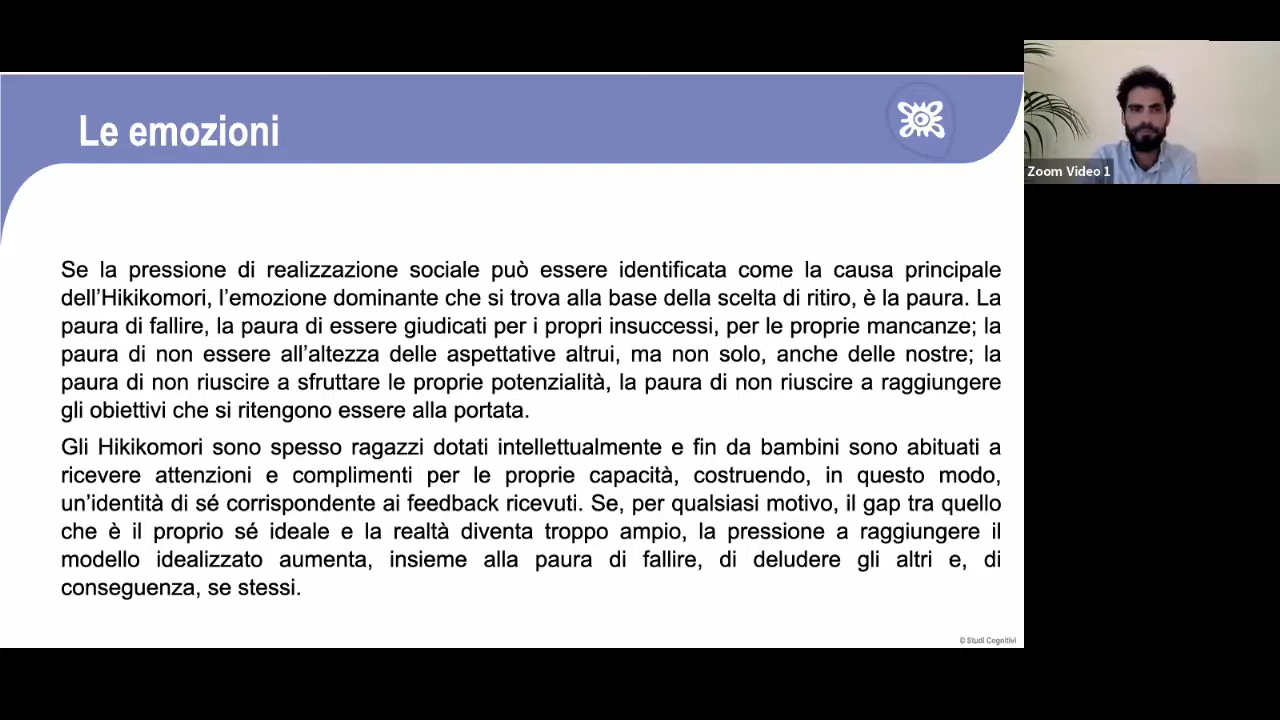 Le emozioni
Zoom Video 1
Se la pressione di realizzazione sociale può essere identificata come la causa principale
dell’Hikikomori, l’emozione dominante che si trova alla base della scelta di ritiro, è la paura. La
paura di fallire, la paura di essere giudicati per i propri insuccessi, per le proprie mancanze; la
paura di non essere all’altezza delle aspettative altrui, ma non solo, anche delle nostre; la
paura di non riuscire a sfruttare le proprie potenzialità, la paura di non riuscire a raggiungere
gli obiettivi che si ritengono essere alla portata.
Gli Hikikomori sono spesso ragazzi dotati intellettualmente e fin da bambini sono abituati a
ricevere attenzioni e complimenti per le proprie capacità, costruendo, in questo modo,
un’identità di sé corrispondente ai feedback ricevuti. Se, per qualsiasi motivo, il gap tra quello
che è il proprio sé ideale e la realtà diventa troppo ampio, la pressione a raggiungere il
modello idealizzato aumenta, insieme alla paura di fallire, di deludere gli altri e, di
conseguenza, se stessi.
© Studi Cognitivi